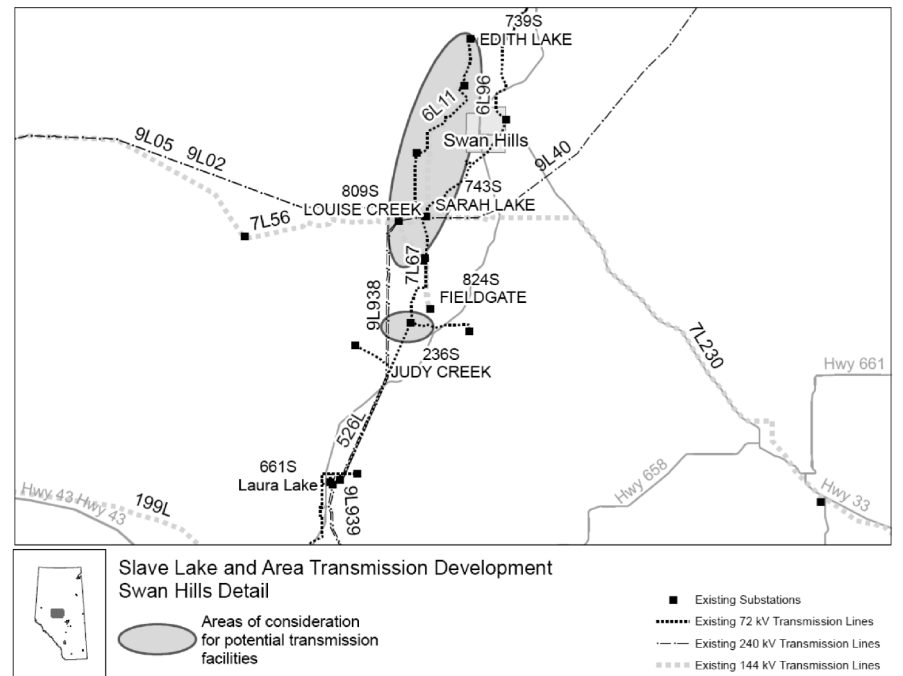 739S
EDITH LAKE
6L11
6L96
Swan Hills
9L05
9L02
9L40
809S
LOUISE CREEK
743S
SARAH LAKE
7L56
7L67
9L938
824S
FIELDGATE
236S
JUDY CREEK
7L230
Hwy 661
526L
661S
Laura Lake
9L939
Hwy 43 Hwy 43
199L
Hwy 658
Hwy 33
Slave Lake and Area Transmission Development
Swan Hills Detail
Areas of consideration
for potential transmission
facilities
Existing Substations
Existing 72 kV Transmission Lines
Existing 240 kV Transmission Lines
Existing 144 kV Transmission Lines